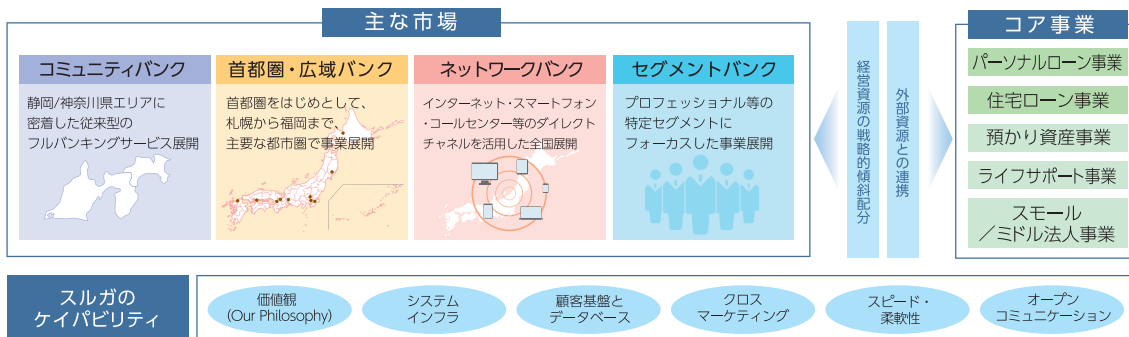 主な市場
コミュニティバンク
静岡/神奈川県エリアに
密着した従来型の
フルバンキングサービス展開
首都圏・広域バンク
首都圏をはじめとして、
札幌から福岡まで、
主要な都市圏で事業展開
ネットワークバンク
インターネット・スマートフォン
・コールセンター等のダイレクト
チャネルを活用した全国展開
セグメントバンク
プロフェッショナル等の
特定セグメントに
フォーカスした事業展開
経営資源の戦略的傾斜配分
外部資源との連携
コア事業
パーソナルローン事業
住宅ローン事業
預かり資産事業
ライフサポート事業
スモール
／ミドル法人事業
スルガの
ケイパビリティ
価値観
(Our Philosophy)
システム
インフラ
顧客基盤と
データベース
クロス
マーケティング
スピード・
柔軟性
オープン
コミュニケーション